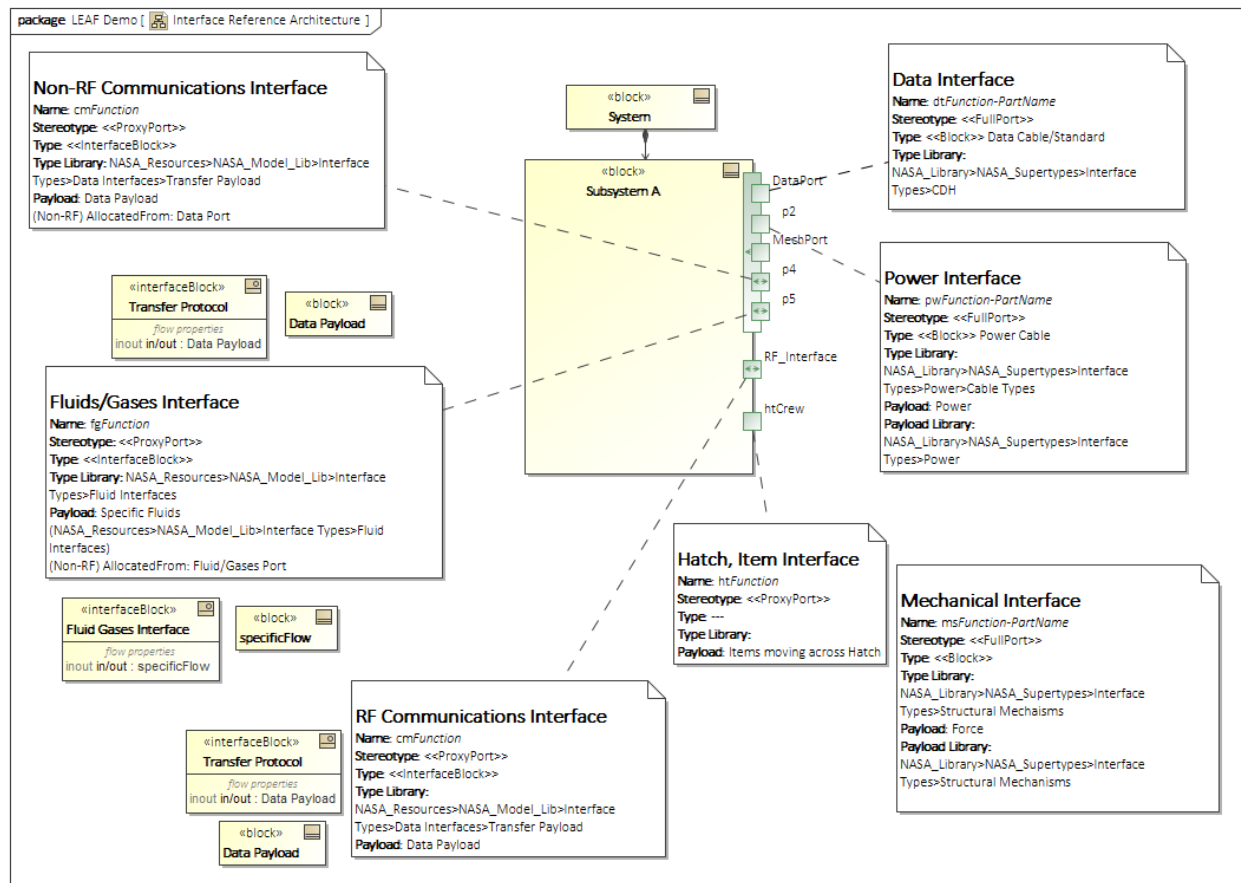 package LEAF Demo [ Interface Reference Architecture ]
Non-RF Communications Interface
Name: cmFunction
Stereotype: <<ProxyPort>>
Type: <<InterfaceBlock>>
Type Library: NASA_Resources>NASA_Model_Lib>Interface
Types>Data Interfaces>Transfer Payload
Payload: Data Payload
(Non-RF) AllocatedFrom: Data Port
«block»
System
«block»
Subsystem A
DataPort
p2
MeshPort
p4
p5
RF_Interface
htCrew
Data Interface
Name: dtFunction-PartName
Stereotype: <<FullPort>>
Type: <<Block>> Data Cable/Standard
Type Library:
NASA_Library>NASA_Supertypes>Interface
Types>CDH
Power Interface
Name: pwFunction-PartName
Stereotype: <<FullPort>>
Type: <<Block>> Power Cable
Type Library:
NASA_Library>NASA_Supertypes>Interface
Types>Power>Cable Types
Payload: Power
Payload Library:
NASA_Library>NASA_Supertypes>Interface
Types>Power
«interfaceBlock»
Transfer Protocol
flow properties
inout in/out : Data Payload
«block»
Data Payload
Fluids/Gases Interface
Name: fgFunction
Stereotype: <<ProxyPort>>
Type: <<InterfaceBlock>>
Type Library: NASA_Resources>NASA_Model_Lib>Interface
Types>Fluid Interfaces
Payload: Specific Fluids
(NASA_Resources>NASA_Model_Lib>Interface Types>Fluid
Interfaces)
(Non-RF) AllocatedFrom: Fluid/Gases Port
«interfaceBlock»
Fluid Gases Interface
flow properties
inout in/out : specificFlow
«block»
specificFlow
Hatch, Item Interface
Name: htFunction
Stereotype: <<ProxyPort>>
Type: ---
Type Library:
Payload: Items moving across Hatch
Mechanical Interface
Name: msFunction-PartName
Stereotype: <<FullPort>>
Type: <<Block>>
Type Library:
NASA_Library>NASA_Supertypes>Interface
Types>Structural Mechaisms
Payload: Force
Payload Library:
NASA_Library>NASA_Supertypes>Interface
Types>Structural Mechanisms
«interfaceBlock»
Transfer Protocol
flow properties
inout in/out : Data Payload
«block»
Data Payload
RF Communications Interface
Name: cmFunction
Stereotype: <<ProxyPort>>
Type: <<InterfaceBlock>>
Type Library:
NASA_Resources>NASA_Model_Lib>Interface
Types>Data Interfaces>Transfer Payload
Payload: Data Payload